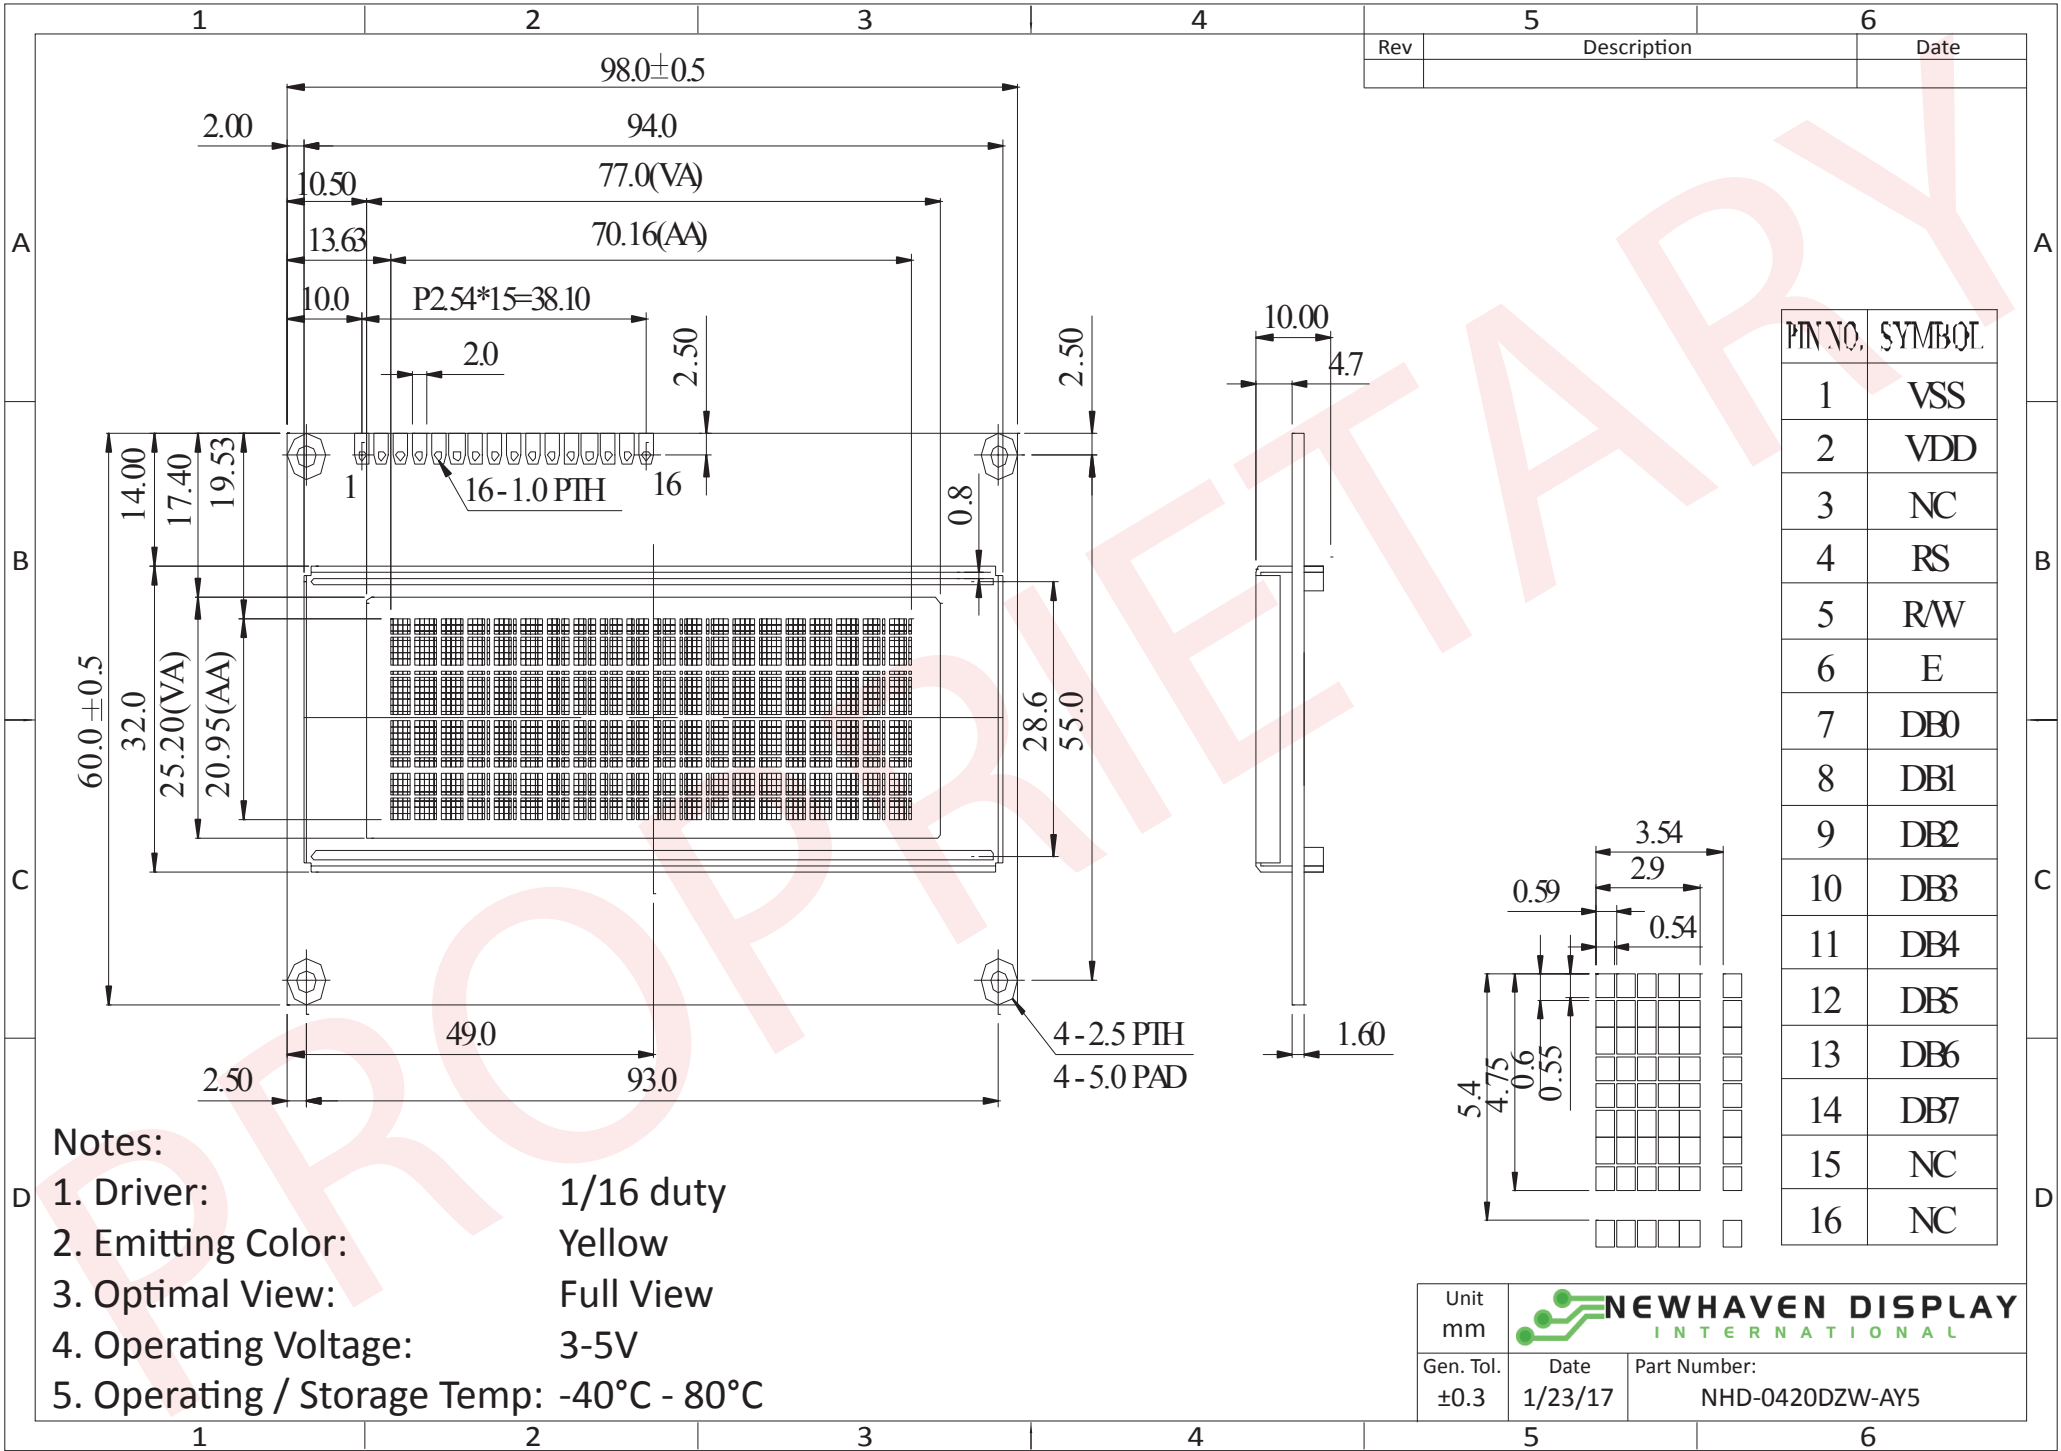 1 2 3 4 5 6
Rev Description Date
98.0±0.5
2.00 94.0
10.50 77.0(VA)
13.63 70.16(AA)
10.0 P2.54*15=38.10
2.0
2.50
2.50
1 16
16-1.0 PTH
14.00
17.40
19.53
0.8
60.0±0.5
32.0
25.20(VA)
20.95(AA)
28.6
55.0
49.0
2.50 93.0
4-2.5 PTH
4-5.0 PAD
10.00
4.7
1.60
3.54
2.9
0.59
0.54
5.4
4.75
0.6
0.55
PIN NO. SYMBOL
1 VSS
2 VDD
3 NC
4 RS
5 R/W
6 E
7 DB0
8 DB1
9 DB2
10 DB3
11 DB4
12 DB5
13 DB6
14 DB7
15 NC
16 NC
A A
B B
C C
D D
PROPRIETARY
Notes:
1. Driver: 1/16 duty
2. Emitting Color: Yellow
3. Optimal View: Full View
4. Operating Voltage: 3-5V
5. Operating / Storage Temp: -40°C - 80°C
Unit
mm
NEWHAVEN DISPLAY
INTERNATIONAL
Gen. Tol. Date Part Number:
±0.3 1/23/17 NHD-0420DZW-AY5
1 2 3 4 5 6